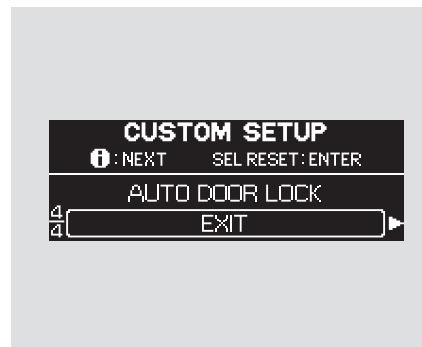 CUSTOM SETUP
i : NEXT SEL RESET : ENTER
AUTO DOOR LOCK
4/4 EXIT